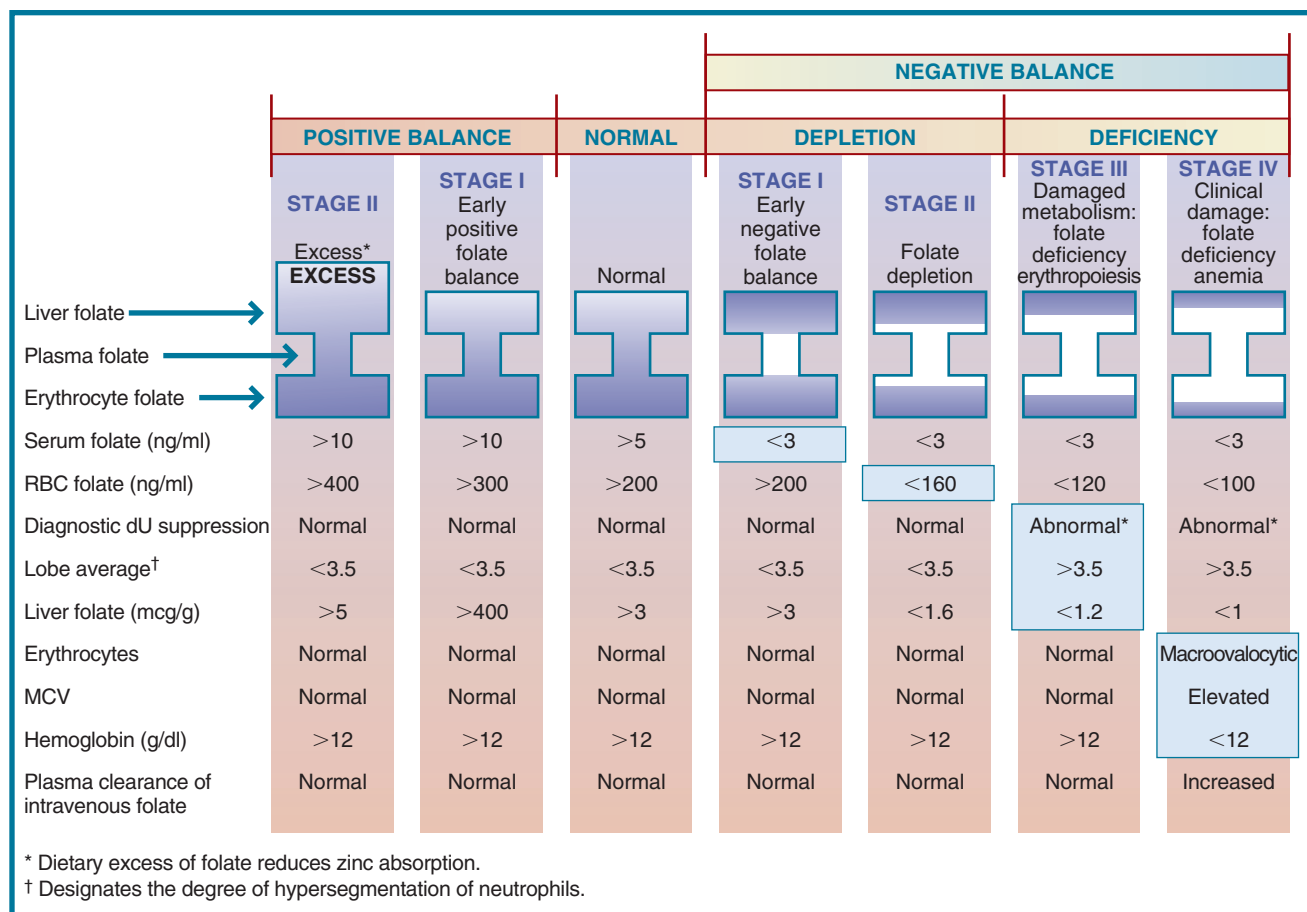 NEGATIVE BALANCE
POSITIVE BALANCE NORMAL DEPLETION DEFICIENCY
STAGE II
Excess*
EXCESS
STAGE I
Early
positive
folate
balance
Normal
STAGE I
Early
negative
folate
balance
STAGE II
Folate
depletion
STAGE III
Damaged
metabolism:
folate
deficiency
erythropoiesis
STAGE IV
Clinical
damage:
folate
deficiency
anemia
Liver folate
Plasma folate
Erythrocyte folate
Serum folate (ng/ml) >10 >10 >5 <3 <3 <3 <3
RBC folate (ng/ml) >400 >300 >200 >200 <160 <120 <100
Diagnostic dU suppression Normal Normal Normal Normal Normal Abnormal* Abnormal*
Lobe average† <3.5 <3.5 <3.5 <3.5 <3.5 >3.5 >3.5
Liver folate (mcg/g) >5 >400 >3 >3 <1.6 <1.2 <1
Erythrocytes Normal Normal Normal Normal Normal Normal Macroovalocytic
MCV Normal Normal Normal Normal Normal Normal Elevated
Hemoglobin (g/dl) >12 >12 >12 >12 >12 >12 <12
Plasma clearance of Normal Normal Normal Normal Normal Normal Increased
intravenous folate
* Dietary excess of folate reduces zinc absorption.
† Designates the degree of hypersegmentation of neutrophils.